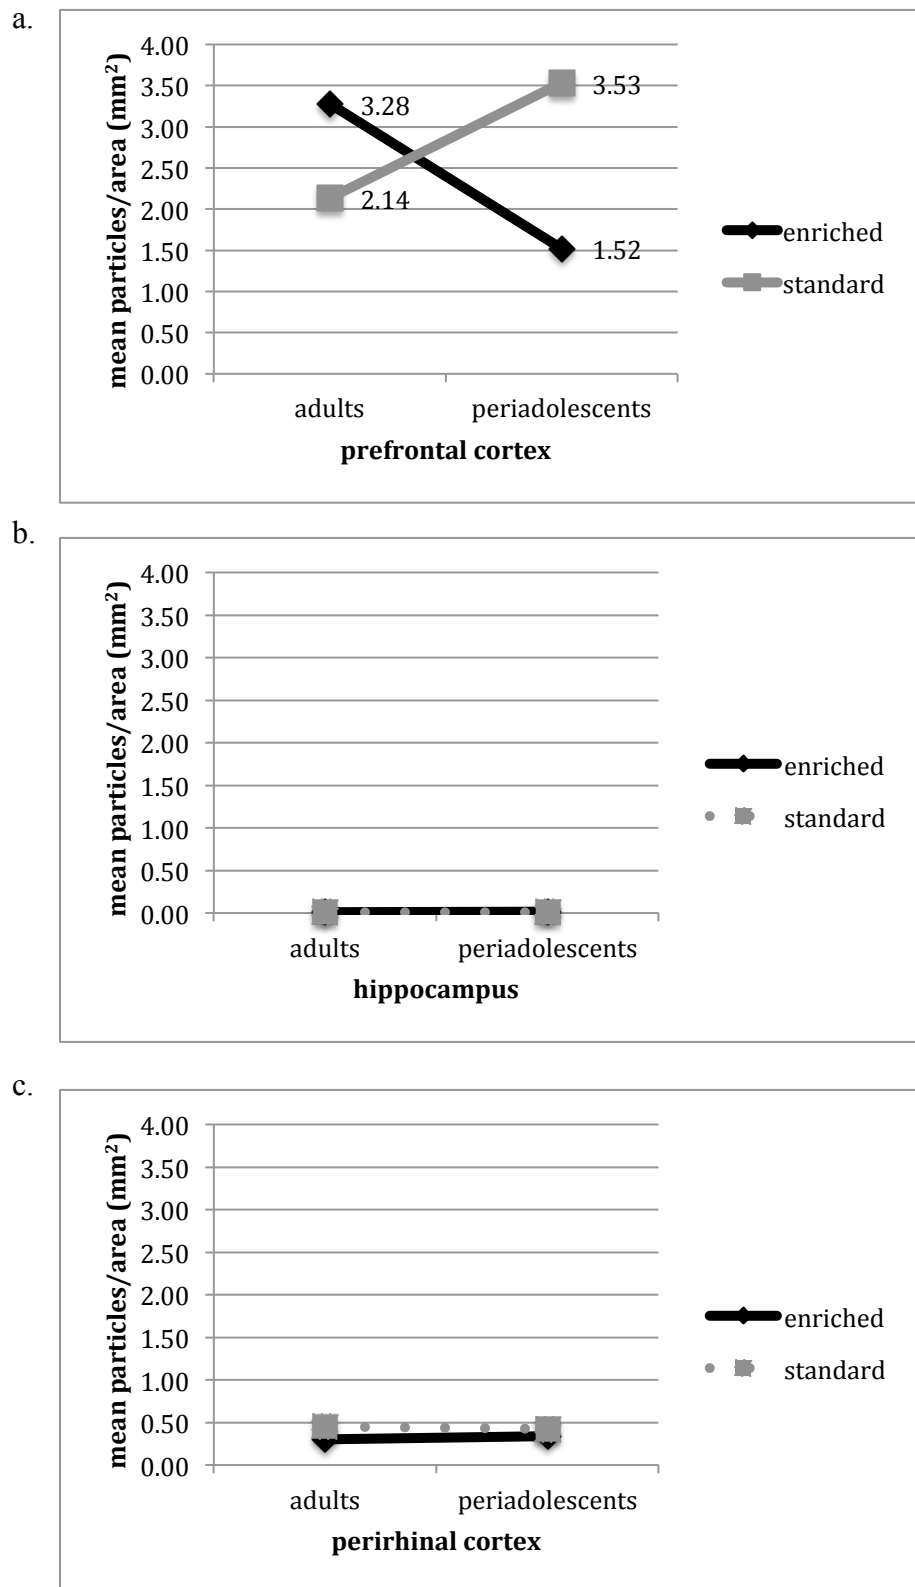 a.
mean particles/area (mm²)
4.00
3.50
3.00
2.50
2.00
1.50
1.00
0.50
0.00
3.28
2.14
3.53
1.52
adults
periadolescents
prefrontal cortex
enriched
standard
b.
mean particles/area (mm²)
4.00
3.50
3.00
2.50
2.00
1.50
1.00
0.50
0.00
adults
periadolescents
hippocampus
enriched
standard
c.
mean particles/area (mm²)
4.00
3.50
3.00
2.50
2.00
1.50
1.00
0.50
0.00
adults
periadolescents
perirhinal cortex
enriched
standard